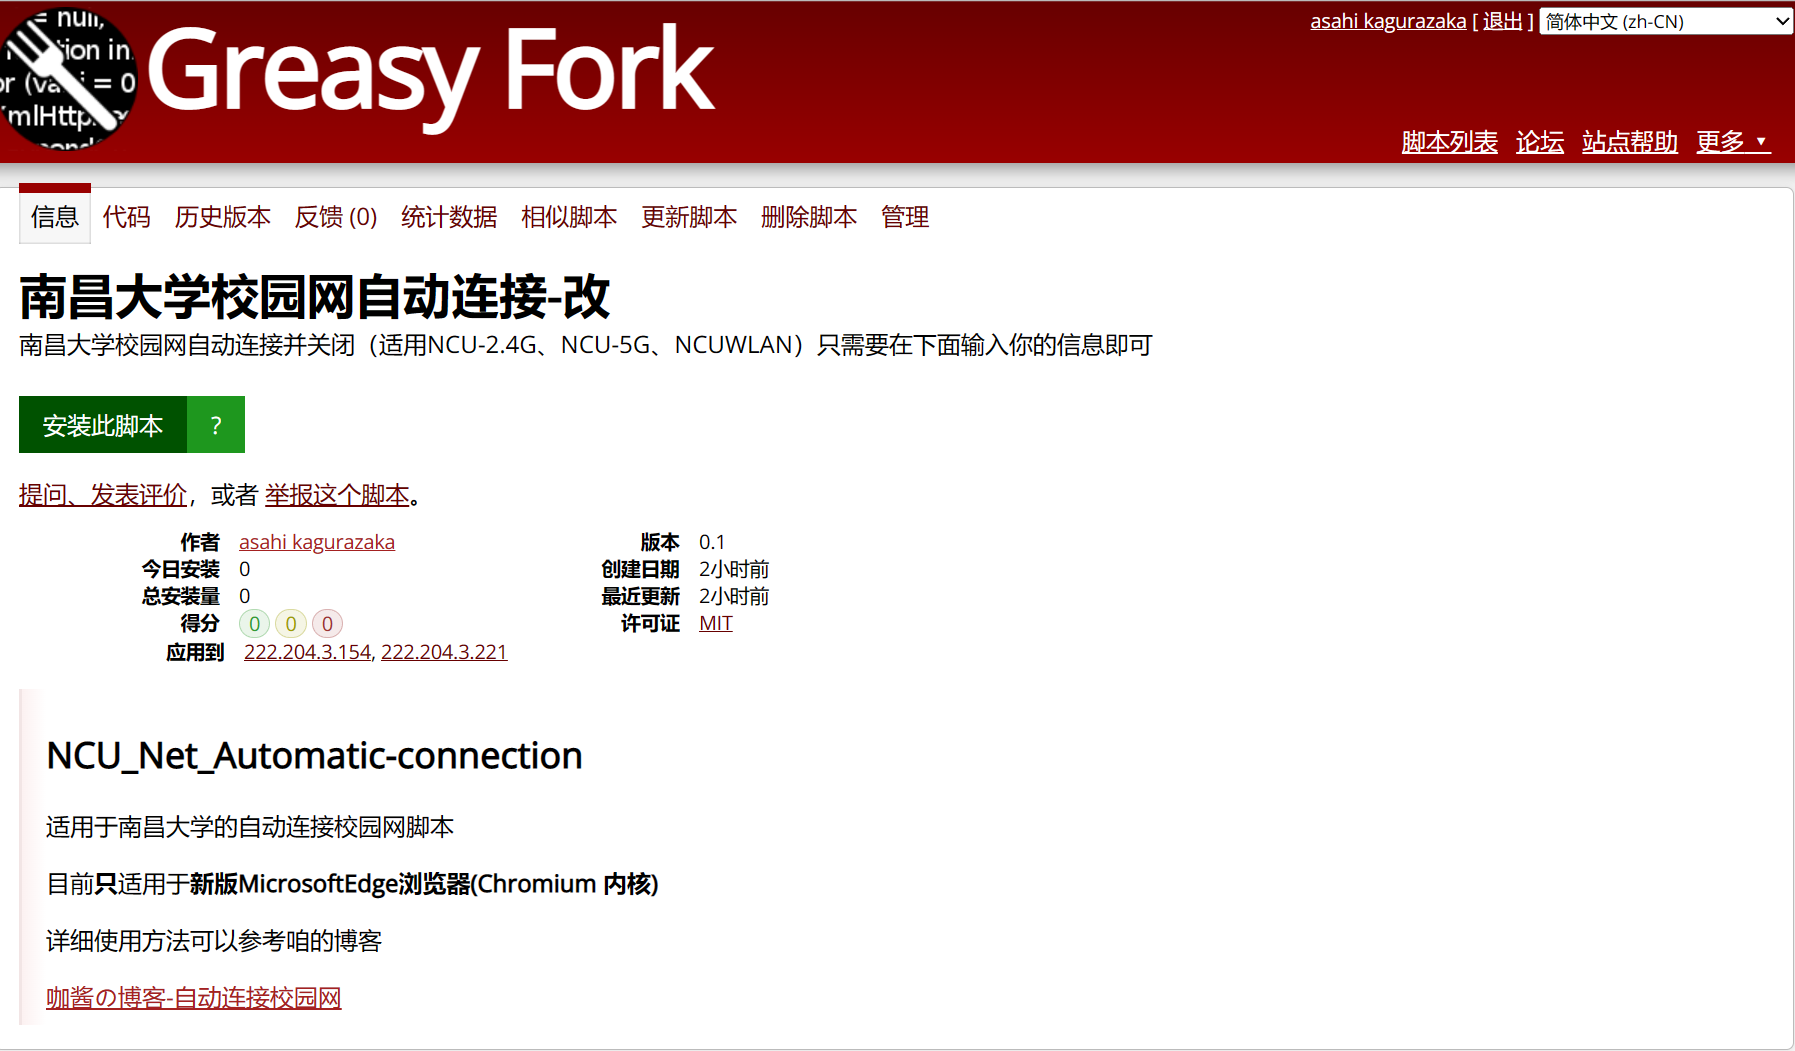 = null,
tion in
or (va i = 0
mlHttp
Greasy Fork
asahi kagurazaka [ 退出 ] 简体中文 (zh-CN)
脚本列表 论坛 站点帮助 更多 ▼
信息 代码 历史版本 反馈 (0) 统计数据 相似脚本 更新脚本 删除脚本 管理
南昌大学校园网自动连接-改
南昌大学校园网自动连接并关闭（适用NCU-2.4G、NCU-5G、NCUWLAN）只需要在下面输入你的信息即可
安装此脚本 ?
提问、发表评价，或者 举报这个脚本。
作者 asahi kagurazaka
今日安装 0
总安装量 0
得分 0 0 0
版本 0.1
创建日期 2小时前
最近更新 2小时前
许可证 MIT
应用到 222.204.3.154, 222.204.3.221
NCU_Net_Automatic-connection
适用于南昌大学的自动连接校园网脚本
目前只适用于新版MicrosoftEdge浏览器(Chromium 内核)
详细使用方法可以参考咱的博客
咖酱の博客-自动连接校园网